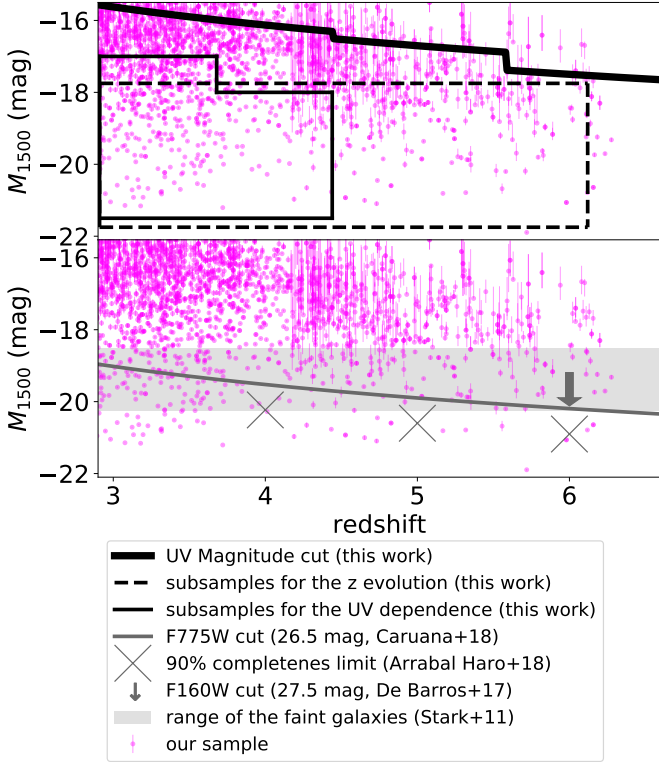 −16
−18
−20
−22
M1500 (mag)
−16
−18
−20
−22
M1500 (mag)
3 4 5 6
redshift
UV Magnitude cut (this work)
subsamples for the z evolution (this work)
subsamples for the UV dependence (this work)
F775W cut (26.5 mag, Caruana+18)
90% completenes limit (Arrabal Haro+18)
F160W cut (27.5 mag, De Barros+17)
range of the faint galaxies (Stark+11)
our sample